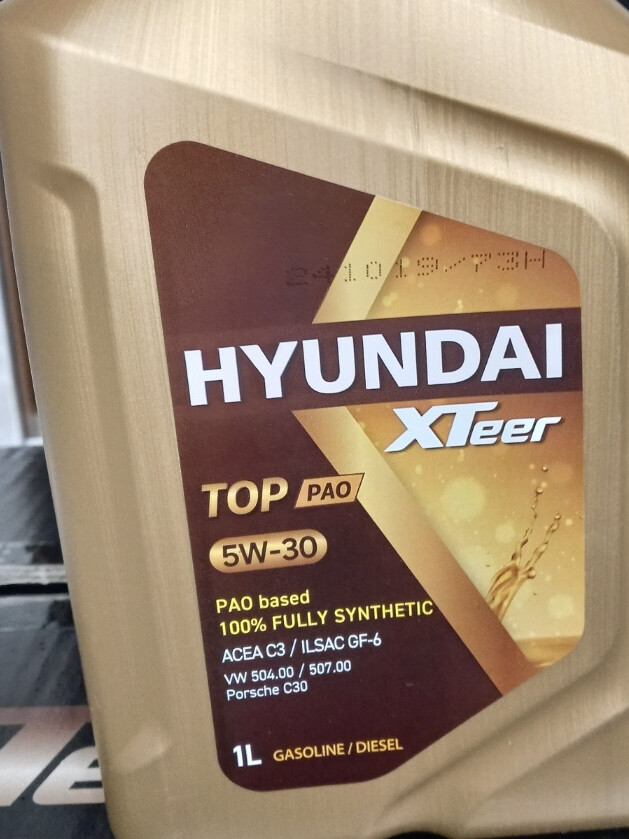 241019/73H
HYUNDAI
XTeer
TOP PAO
5W-30
PAO based
100% FULLY SYNTHETIC
ACEA C3 / ILSAC GF-6
VW 504.00 / 507.00
Porsche C30
1L GASOLINE / DIESEL